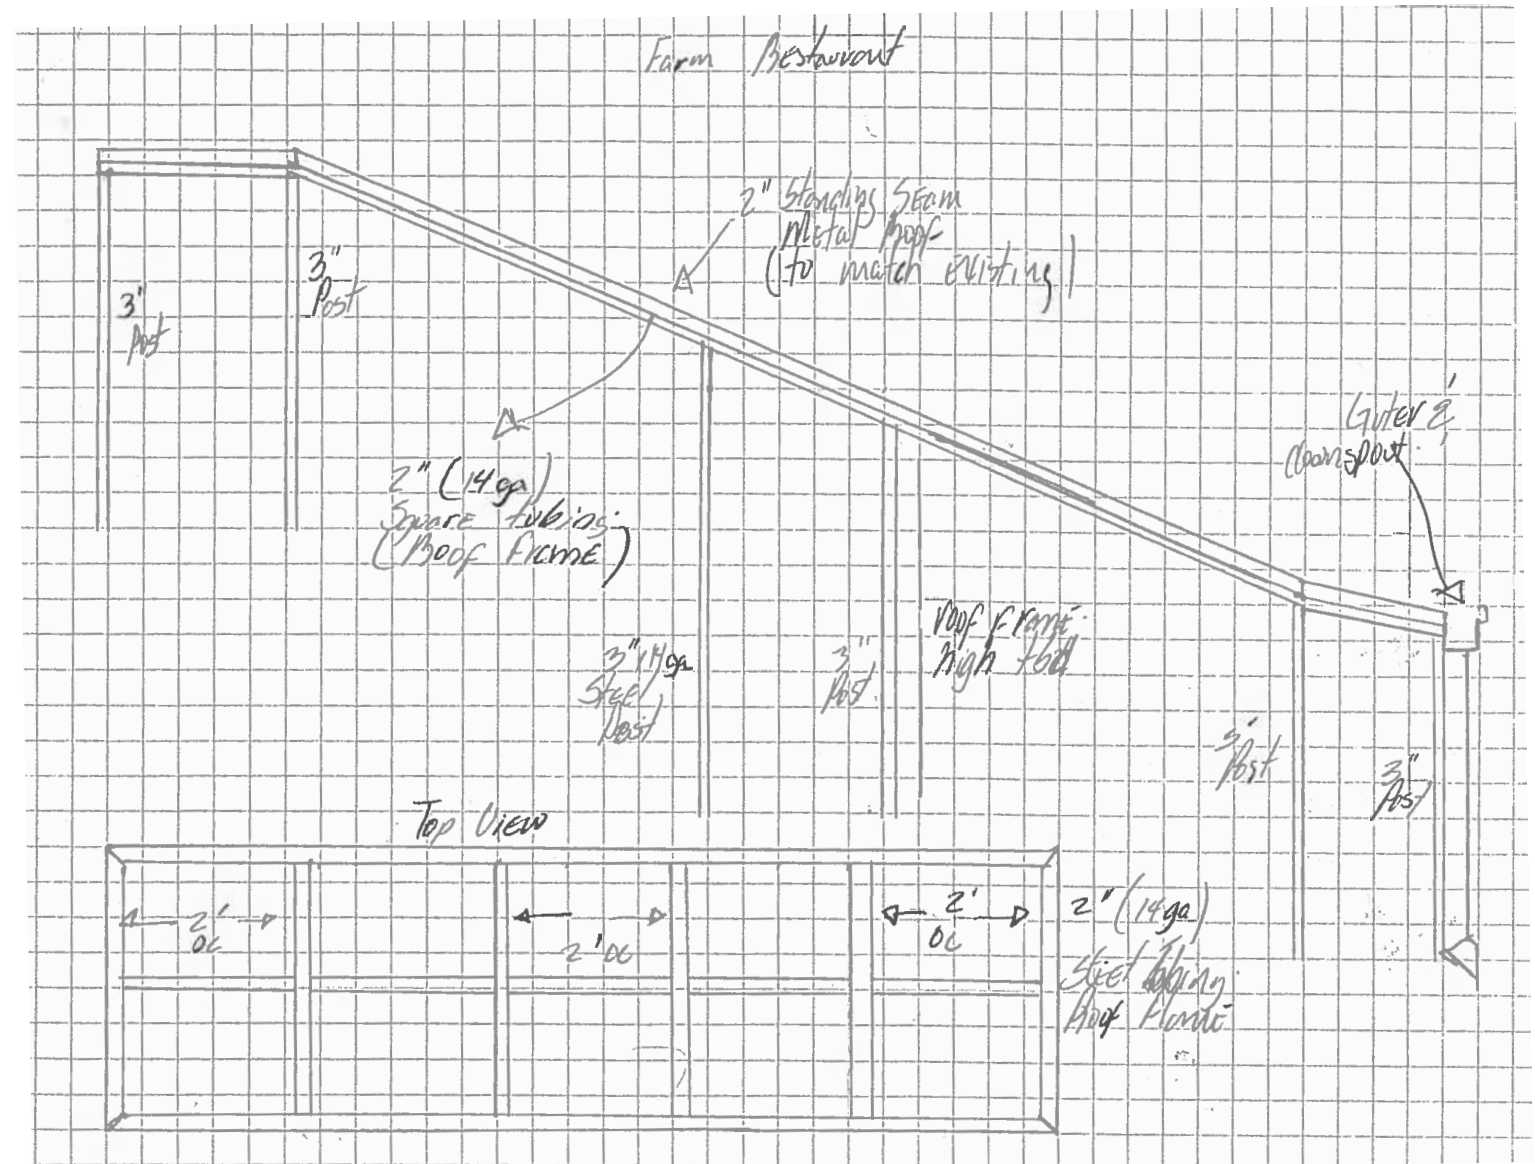 Farm Restaurant
2" Standing Seam
Metal Roof
(to match existing)
3"
Post
3'
Post
Guter &
downspout
2" (14ga)
Square tubing
(Roof Frame)
roof frame
high tbd
3" 14ga
Steel
Post
3"
Post
3'
Post
3"
Post
Top View
2'
OC
2' OC
2'
OC
2" (14ga)
Steel tubing
Roof Frame